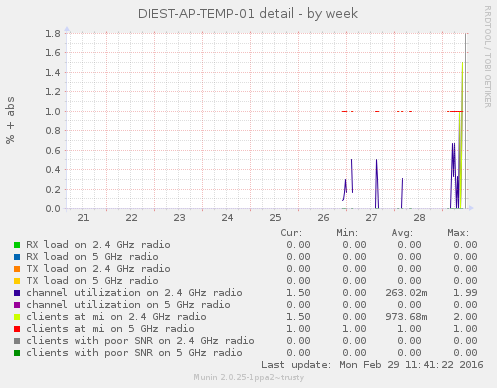 DIEST-AP-TEMP-01 detail - by week
RRDTOOL / TOBI OETIKER
% + abs
1.8
1.6
1.4
1.2
1.0
0.8
0.6
0.4
0.2
0.0
21 22 23 24 25 26 27 28
Cur: Min: Avg: Max:
RX load on 2.4 GHz radio 0.00 0.00 0.00 0.00
RX load on 5 GHz radio 0.00 0.00 0.00 0.00
TX load on 2.4 GHz radio 0.00 0.00 0.00 0.00
TX load on 5 GHz radio 0.00 0.00 0.00 0.00
channel utilization on 2.4 GHz radio 1.50 0.00 263.02m 1.99
channel utilization on 5 GHz radio 0.00 0.00 0.00 0.00
clients at mi on 2.4 GHz radio 1.50 0.00 973.68m 2.00
clients at mi on 5 GHz radio 1.00 1.00 1.00 1.00
clients with poor SNR on 2.4 GHz radio 0.00 0.00 0.00 0.00
clients with poor SNR on 5 GHz radio 0.00 0.00 0.00 0.00
Last update: Mon Feb 29 11:41:22 2016
Munin 2.0.25-1ppa2~trusty